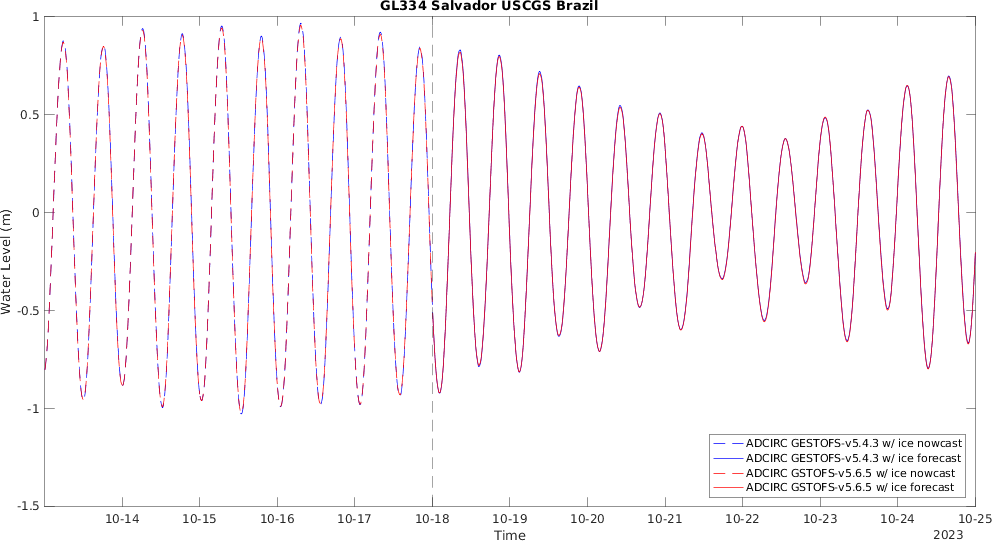 GL334 Salvador USCGS Brazil
1
0.5
0
-0.5
-1
-1.5
Water Level (m)
ADCIRC GESTOFS-v5.4.3 w/ ice nowcast
ADCIRC GESTOFS-v5.4.3 w/ ice forecast
ADCIRC GSTOFS-v5.6.5 w/ ice nowcast
ADCIRC GSTOFS-v5.6.5 w/ ice forecast
10-14 10-15 10-16 10-17 10-18 10-19 10-20 10-21 10-22 10-23 10-24 10-25
Time
2023